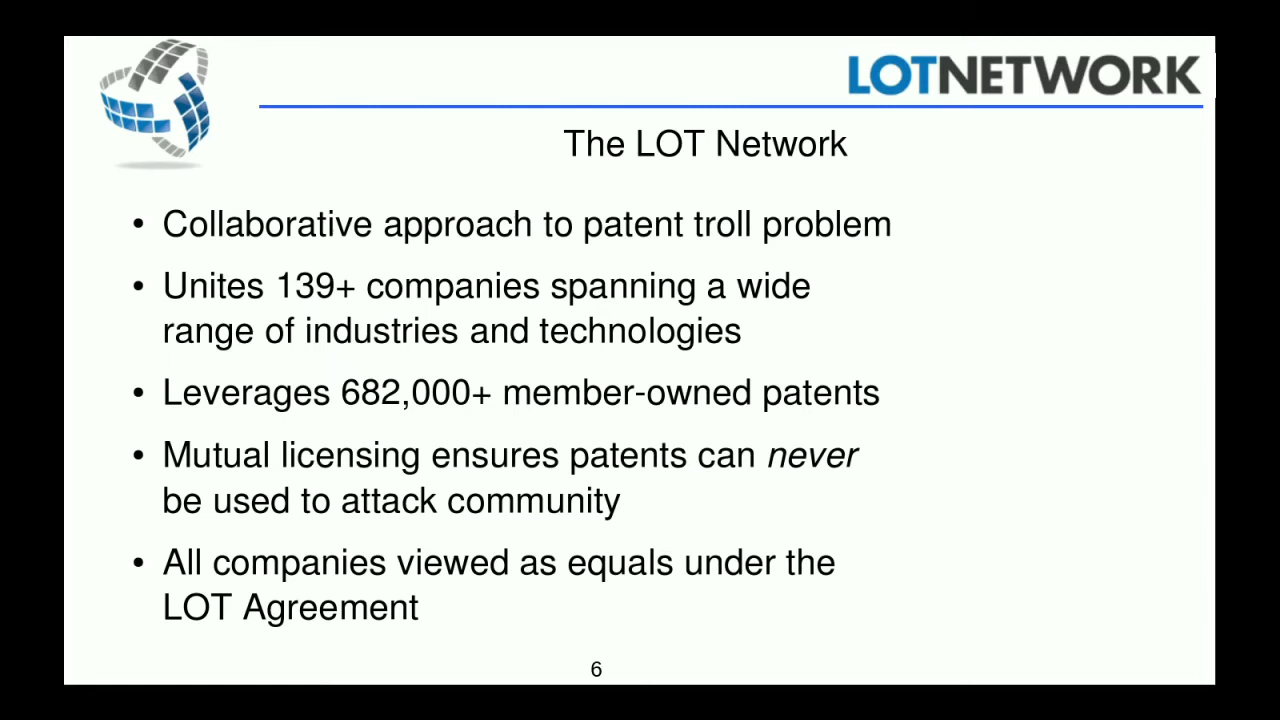 LOTNETWORK
The LOT Network
• Collaborative approach to patent troll problem
• Unites 139+ companies spanning a wide
range of industries and technologies
• Leverages 682,000+ member-owned patents
• Mutual licensing ensures patents can never
be used to attack community
• All companies viewed as equals under the
LOT Agreement
6